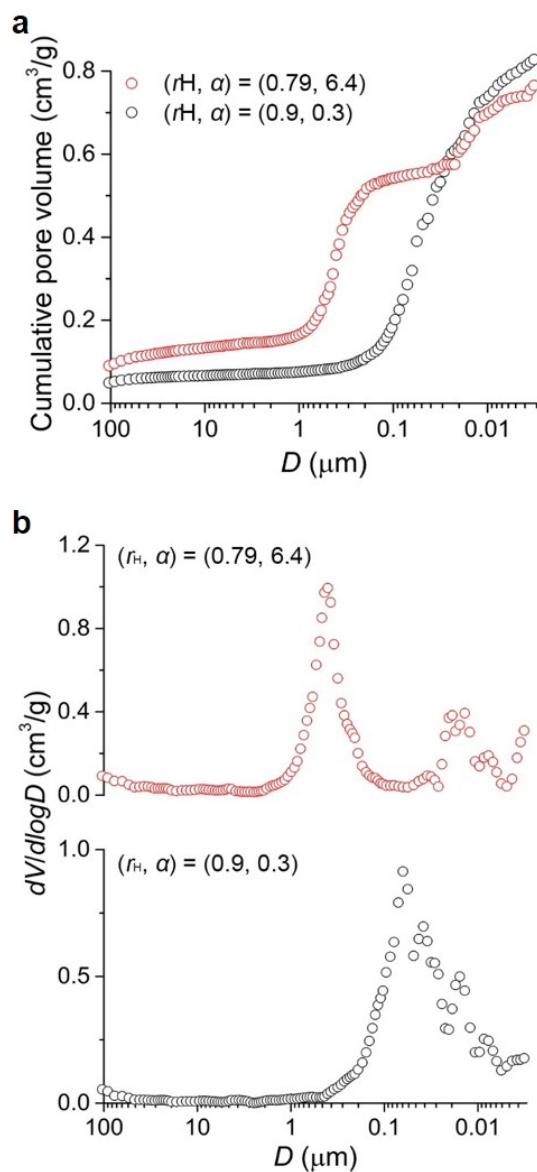 a
Cumulative pore volume (cm³/g)
0.8
0.6
0.4
0.2
0.0
(rH, α) = (0.79, 6.4)
(rH, α) = (0.9, 0.3)
100 10 1 0.1 0.01
D (μm)
b
dV/dlogD (cm³/g)
(rH, α) = (0.79, 6.4)
1.2
0.8
0.4
0.0
(rH, α) = (0.9, 0.3)
1.0
0.5
0.0
100 10 1 0.1 0.01
D (μm)